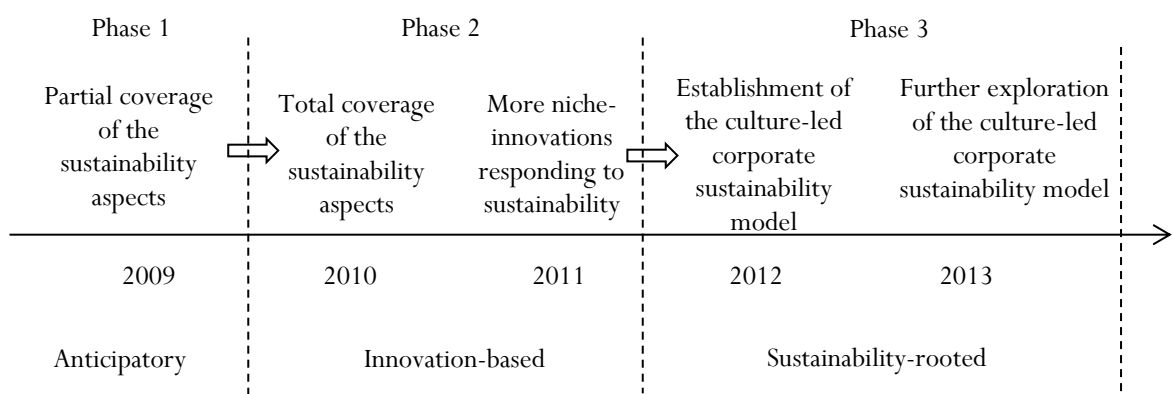 Phase 1
Phase 2
Phase 3
Partial coverage
of the
sustainability
aspects
Total coverage
of the
sustainability
aspects
More niche-
innovations
responding to
sustainability
Establishment of
the culture-led
corporate
sustainability
model
Further exploration
of the culture-led
corporate
sustainability model
2009
2010
2011
2012
2013
Anticipatory
Innovation-based
Sustainability-rooted